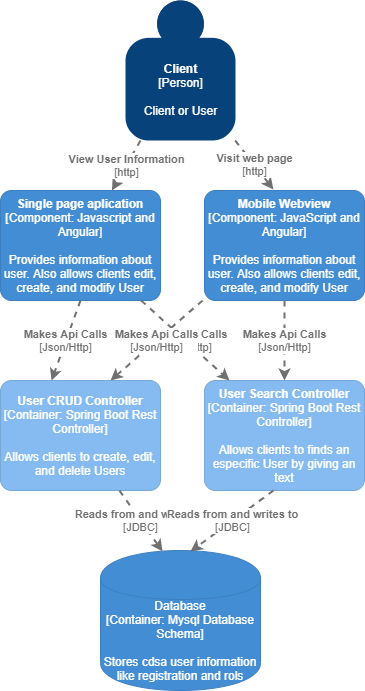 Client
[Person]
Client or User
View User Information
[http]
Visit web page
[http]
Single page aplication
[Component: Javascript and
Angular]
Provides information about
user. Also allows clients edit,
create, and modify User
Mobile Webview
[Component: JavaScript and
Angular]
Provides information about
user. Also allows clients edit,
create, and modify User
Makes Api Calls
[Json/Http]
Makes Api Calls
[Json/Http]
Calls
Makes Api Calls
[Json/Http]
User CRUD Controller
[Container: Spring Boot Rest
Controller]
Allows clients to create, edit,
and delete Users
User Search Controller
[Container: Spring Boot Rest
Controller]
Allows clients to finds an
especific User by giving an
text
Reads from and w
[JDBC]
Reads from and writes to
[JDBC]
Database
[Container: Mysql Database
Schema]
Stores cdsa user information
like registration and rols